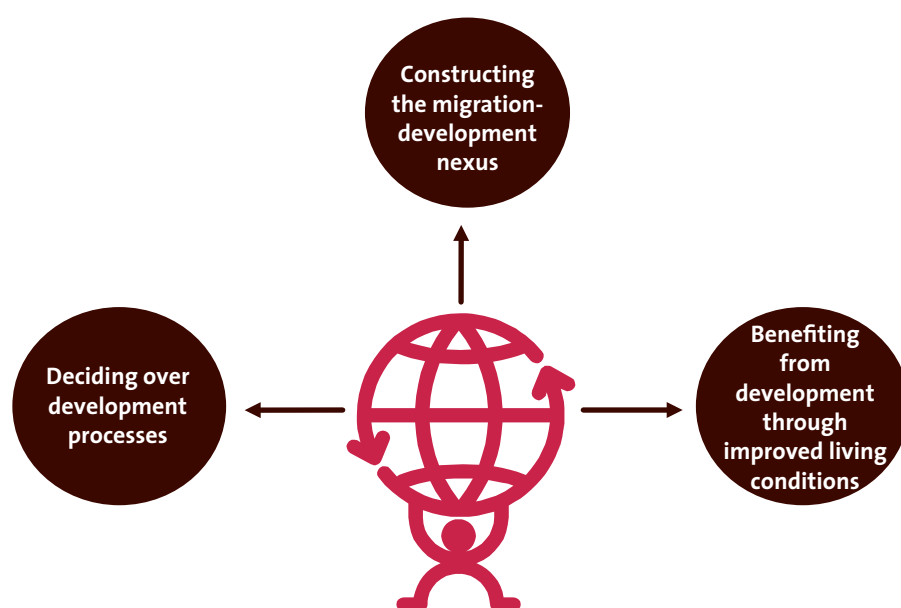 Constructing
the migration-
development
nexus
Deciding over
development
processes
Benefiting
from
development
through
improved living
conditions